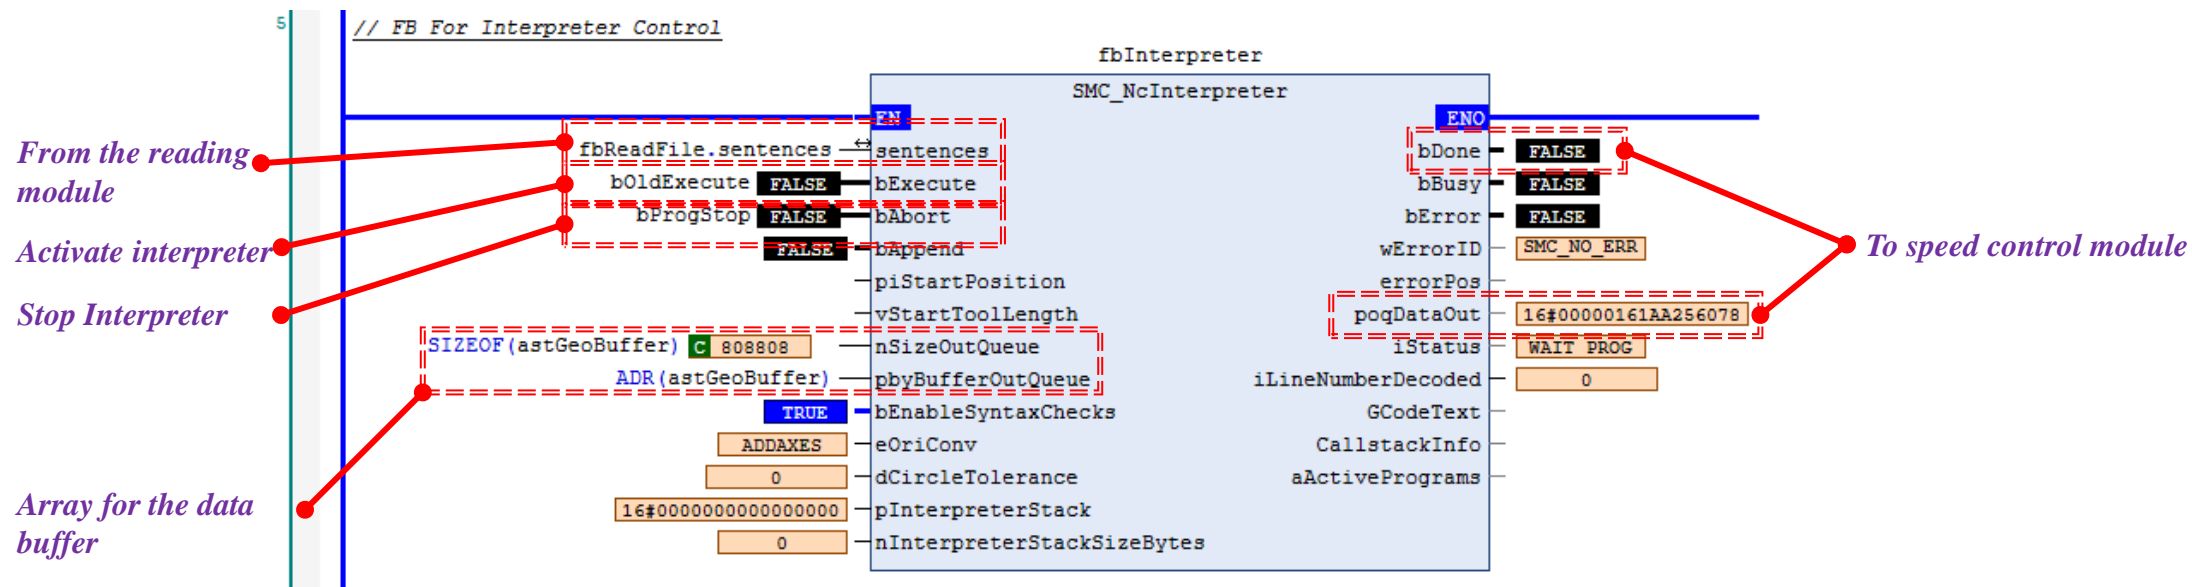 5
// FB For Interpreter Control
fbInterpreter
SMC_NcInterpreter
EN
ENO
From the reading
module
fbReadFile.sentences
sentences
bDone
FALSE
bOldExecute
FALSE
bExecute
bBusy
FALSE
Activate interpreter
bProgStop
FALSE
bAbort
bError
FALSE
To speed control module
FALSE
bAppend
wErrorID
SMC_NO_ERR
Stop Interpreter
piStartPosition
errorPos
vStartToolLength
poqDataOut
16#00000161AA256078
SIZEOF(astGeoBuffer)
C
808808
nSizeOutQueue
iStatus
WAIT PROG
ADR(astGeoBuffer)
pbyBufferOutQueue
iLineNumberDecoded
0
TRUE
bEnableSyntaxChecks
GCodeText
ADDAXES
eOriConv
CallstackInfo
0
dCircleTolerance
aActivePrograms
Array for the data
buffer
16#0000000000000000
pInterpreterStack
0
nInterpreterStackSizeBytes